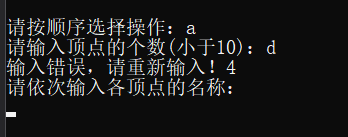 请按顺序选择操作：a
请输入顶点的个数(小于10)：d
输入错误，请重新输入！4
请依次输入各顶点的名称：